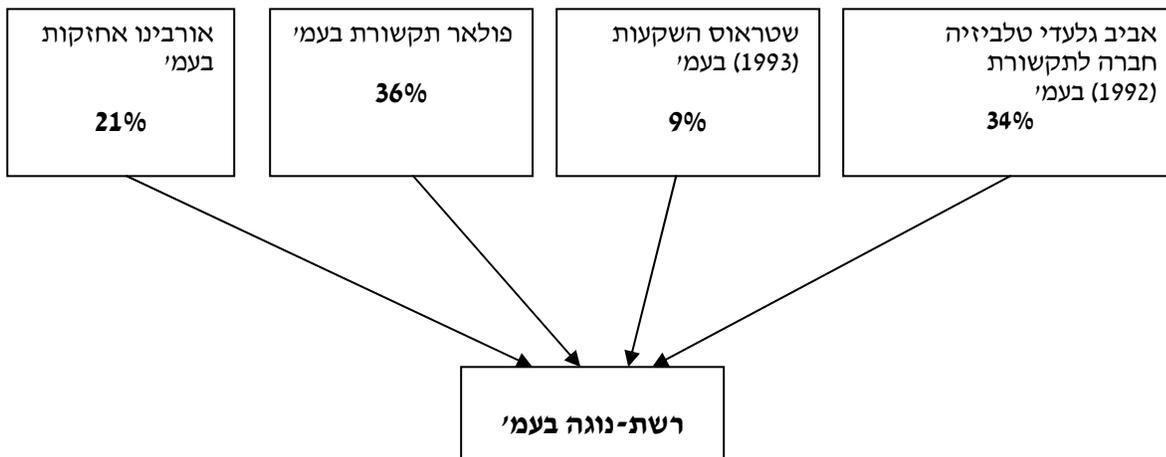 אביב גלעדי טלביזיה
חברה לתקשורת
(1992) בעמ'
34%
שטראוס השקעות
(1993) בעמ'
9%
פולאר תקשורת בעמ'
36%
אורבינו אחזקות
בעמ'
21%
רשת-נוגה בעמ'